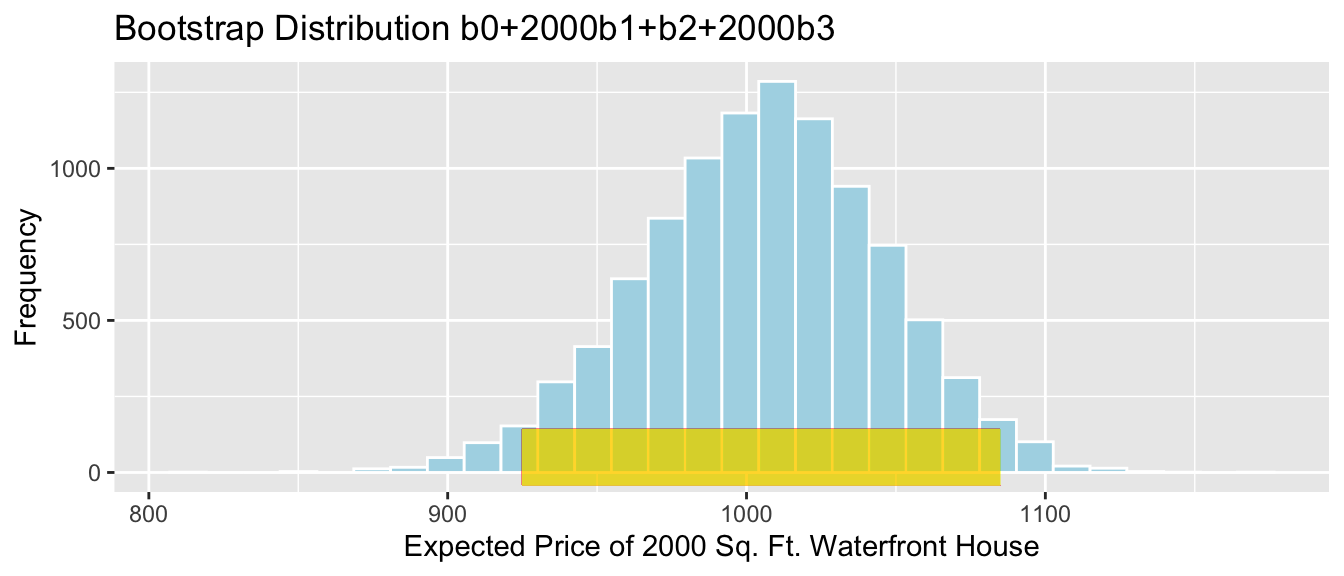 Bootstrap Distribution b0+2000b1+b2+2000b3
Frequency
1000
500
0
800 900 1000 1100
Expected Price of 2000 Sq. Ft. Waterfront House